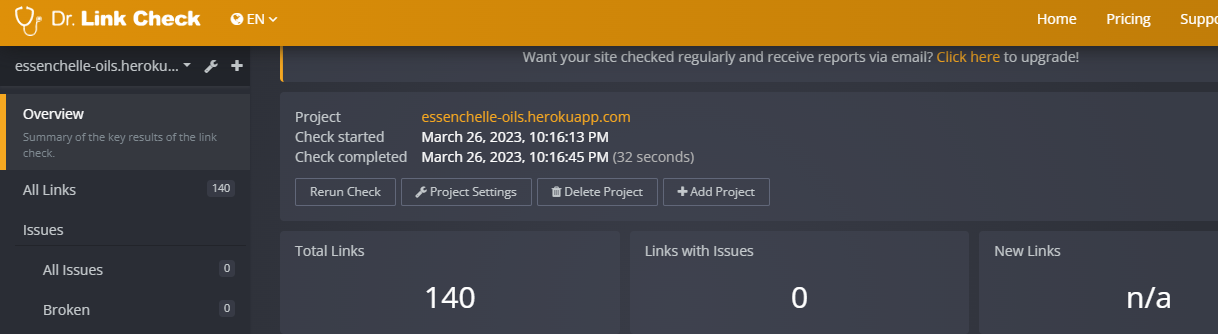 Dr. Link Check
EN
Home
Pricing
essenchelle-oils.heroku...
Want your site checked regularly and receive reports via email? Click here to upgrade!
Overview
Summary of the key results of the link
check.
All Links 140
Issues
All Issues 0
Broken 0
Project essenchelle-oils.herokuapp.com
Check started March 26, 2023, 10:16:13 PM
Check completed March 26, 2023, 10:16:45 PM (32 seconds)
Rerun Check
Project Settings
Delete Project
Add Project
Total Links
140
Links with Issues
0
New Links
n/a